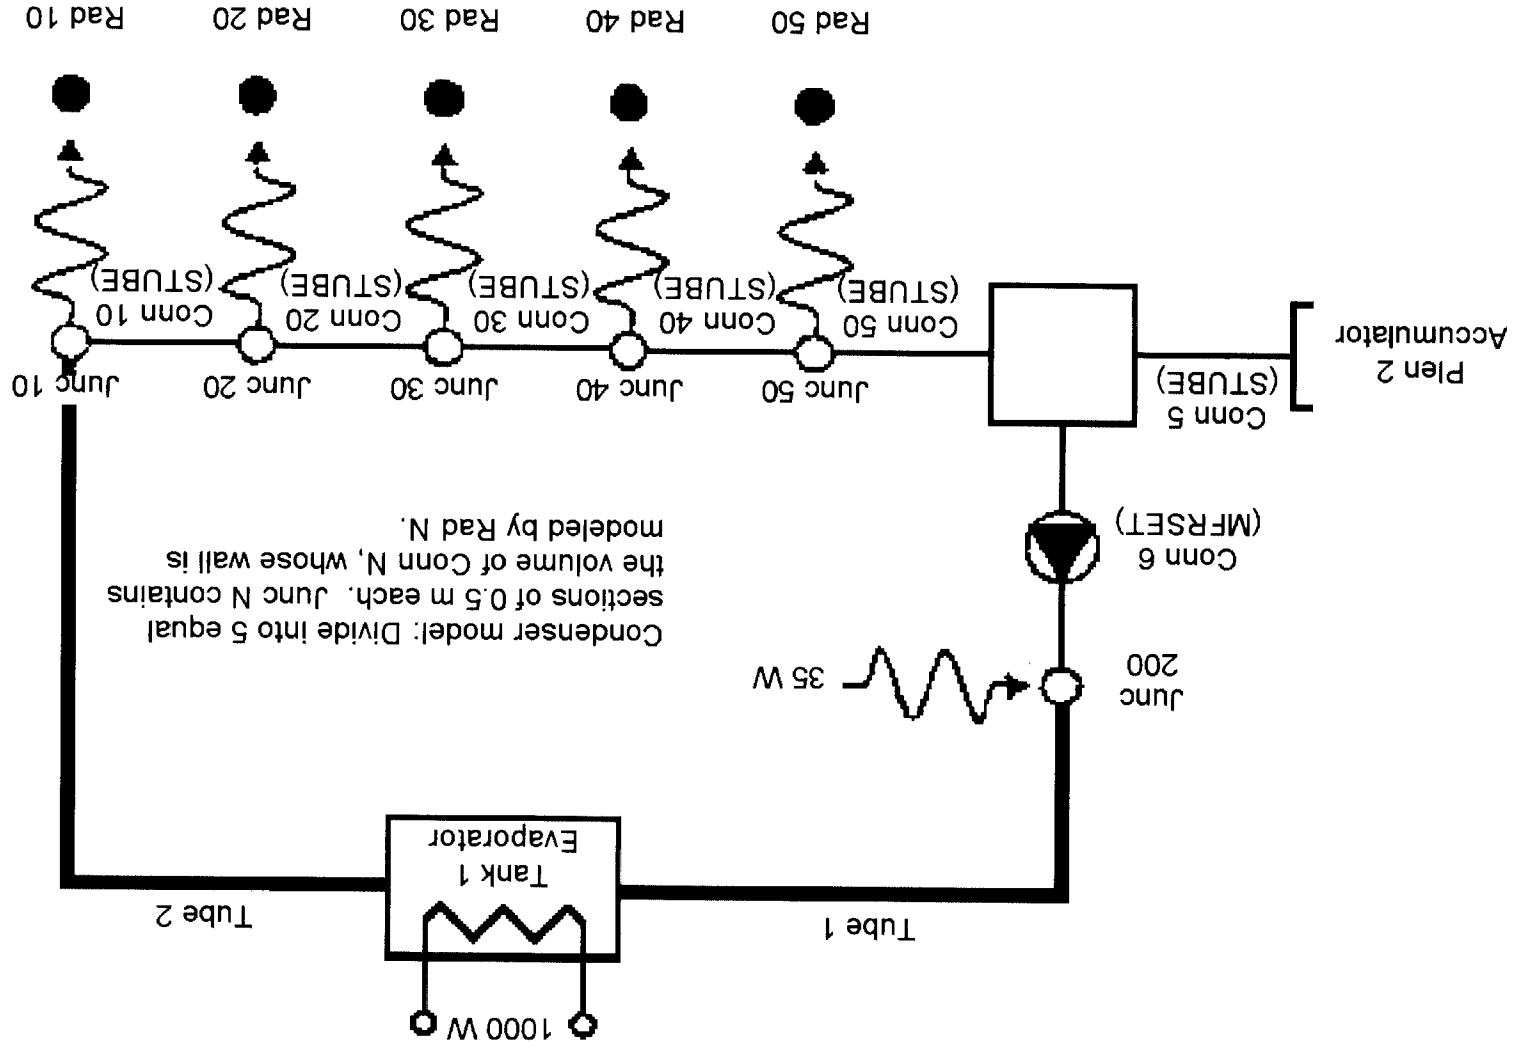 1000 W
Tube 1
Tube 2
Tank 1
Evaporator
Junc
200
35 W
Condenser model: Divide into 5 equal
sections of 0.5 m each. Junc N contains
the volume of Conn N, whose wall is
modeled by Rad N.
Conn 6
(MFRSET)
Conn 5
(STUBE)
Plen 2
Accumulator
Junc 50
Junc 40
Junc 30
Junc 20
Junc 10
Conn 50
(STUBE)
Conn 40
(STUBE)
Conn 30
(STUBE)
Conn 20
(STUBE)
Conn 10
(STUBE)
Rad 50
Rad 40
Rad 30
Rad 20
Rad 10